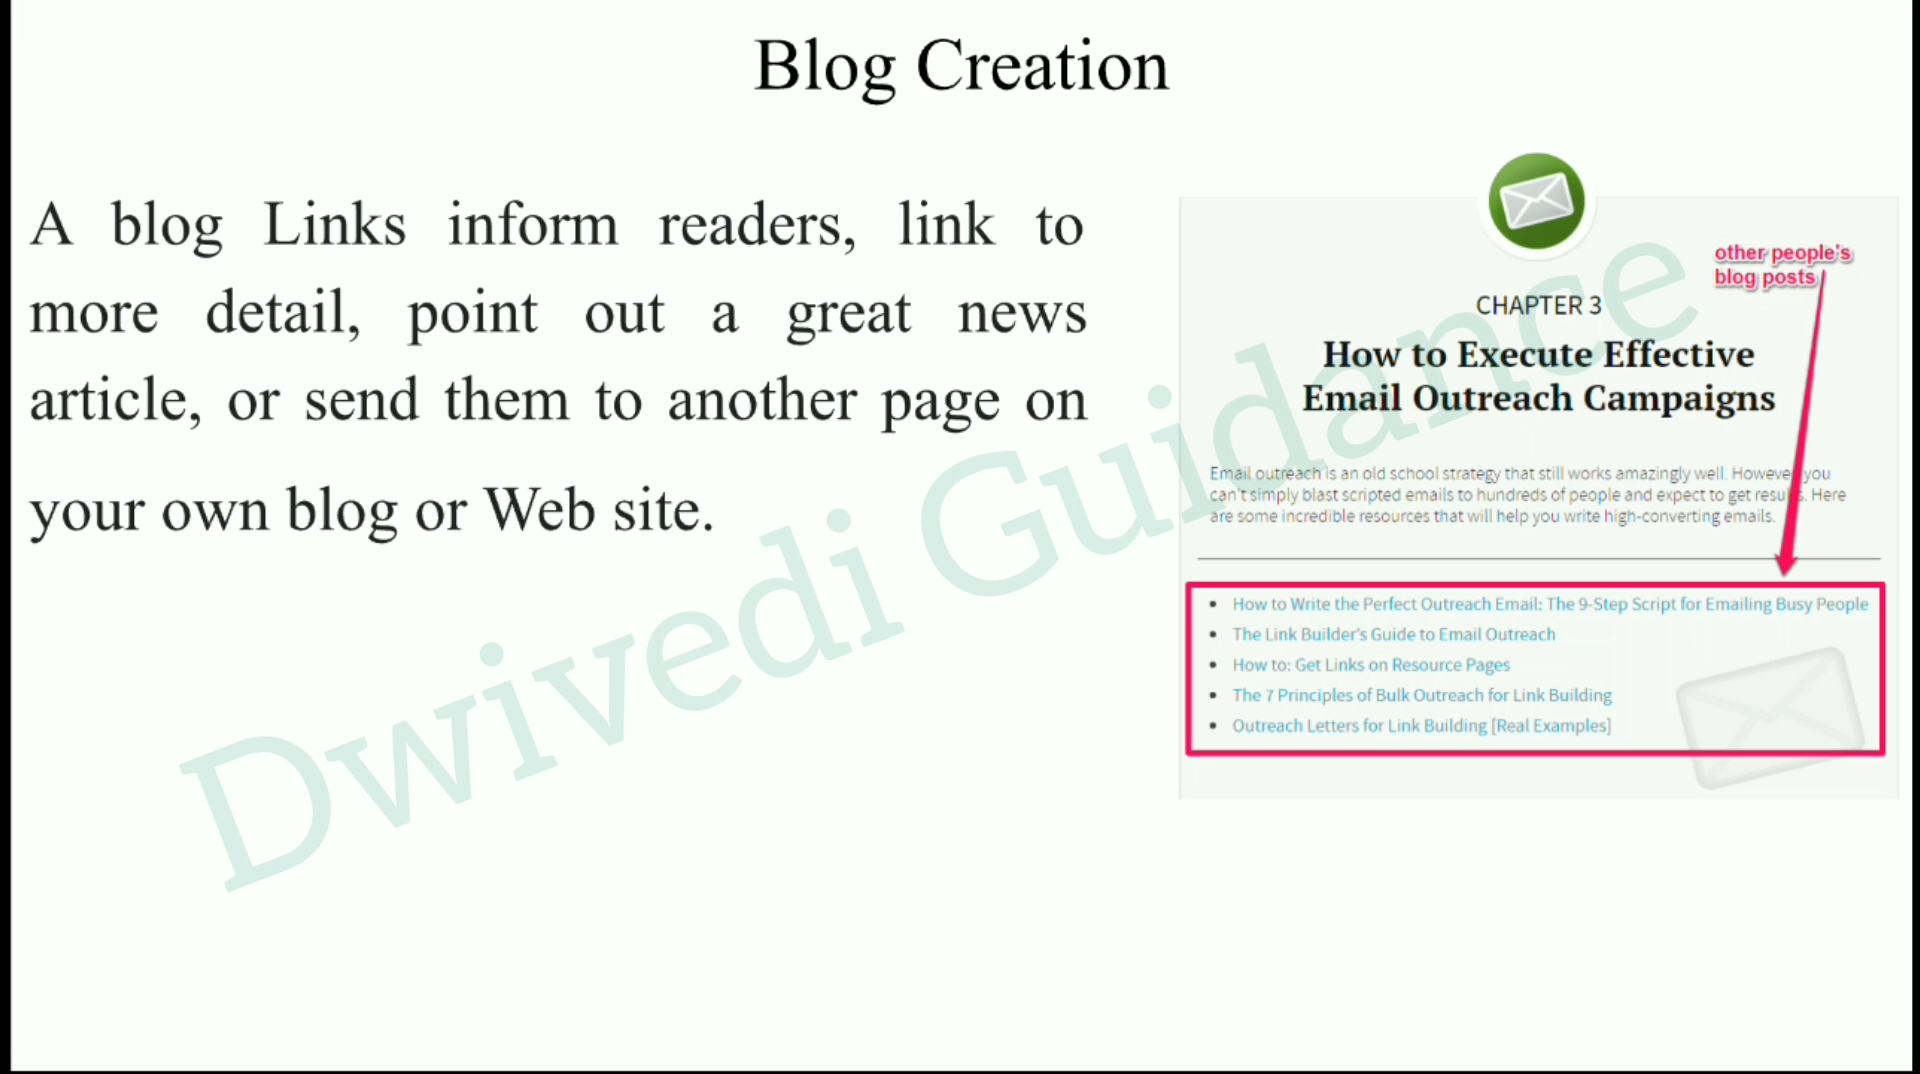 Blog Creation
A blog Links inform readers, link to
more detail, point out a great news
article, or send them to another page on
your own blog or Web site.
other people's
blog posts
CHAPTER 3
How to Execute Effective
Email Outreach Campaigns
Email outreach is an old school strategy that still works amazingly well. However you
can't simply blast scripted emails to hundreds of people and expect to get results. Here
are some incredible resources that will help you write high-converting emails.
• How to Write the Perfect Outreach Email: The 9-Step Script for Emailing Busy People
• The Link Builder's Guide to Email Outreach
• How to: Get Links on Resource Pages
• The 7 Principles of Bulk Outreach for Link Building
• Outreach Letters for Link Building [Real Examples]
Dwivedi Guidance